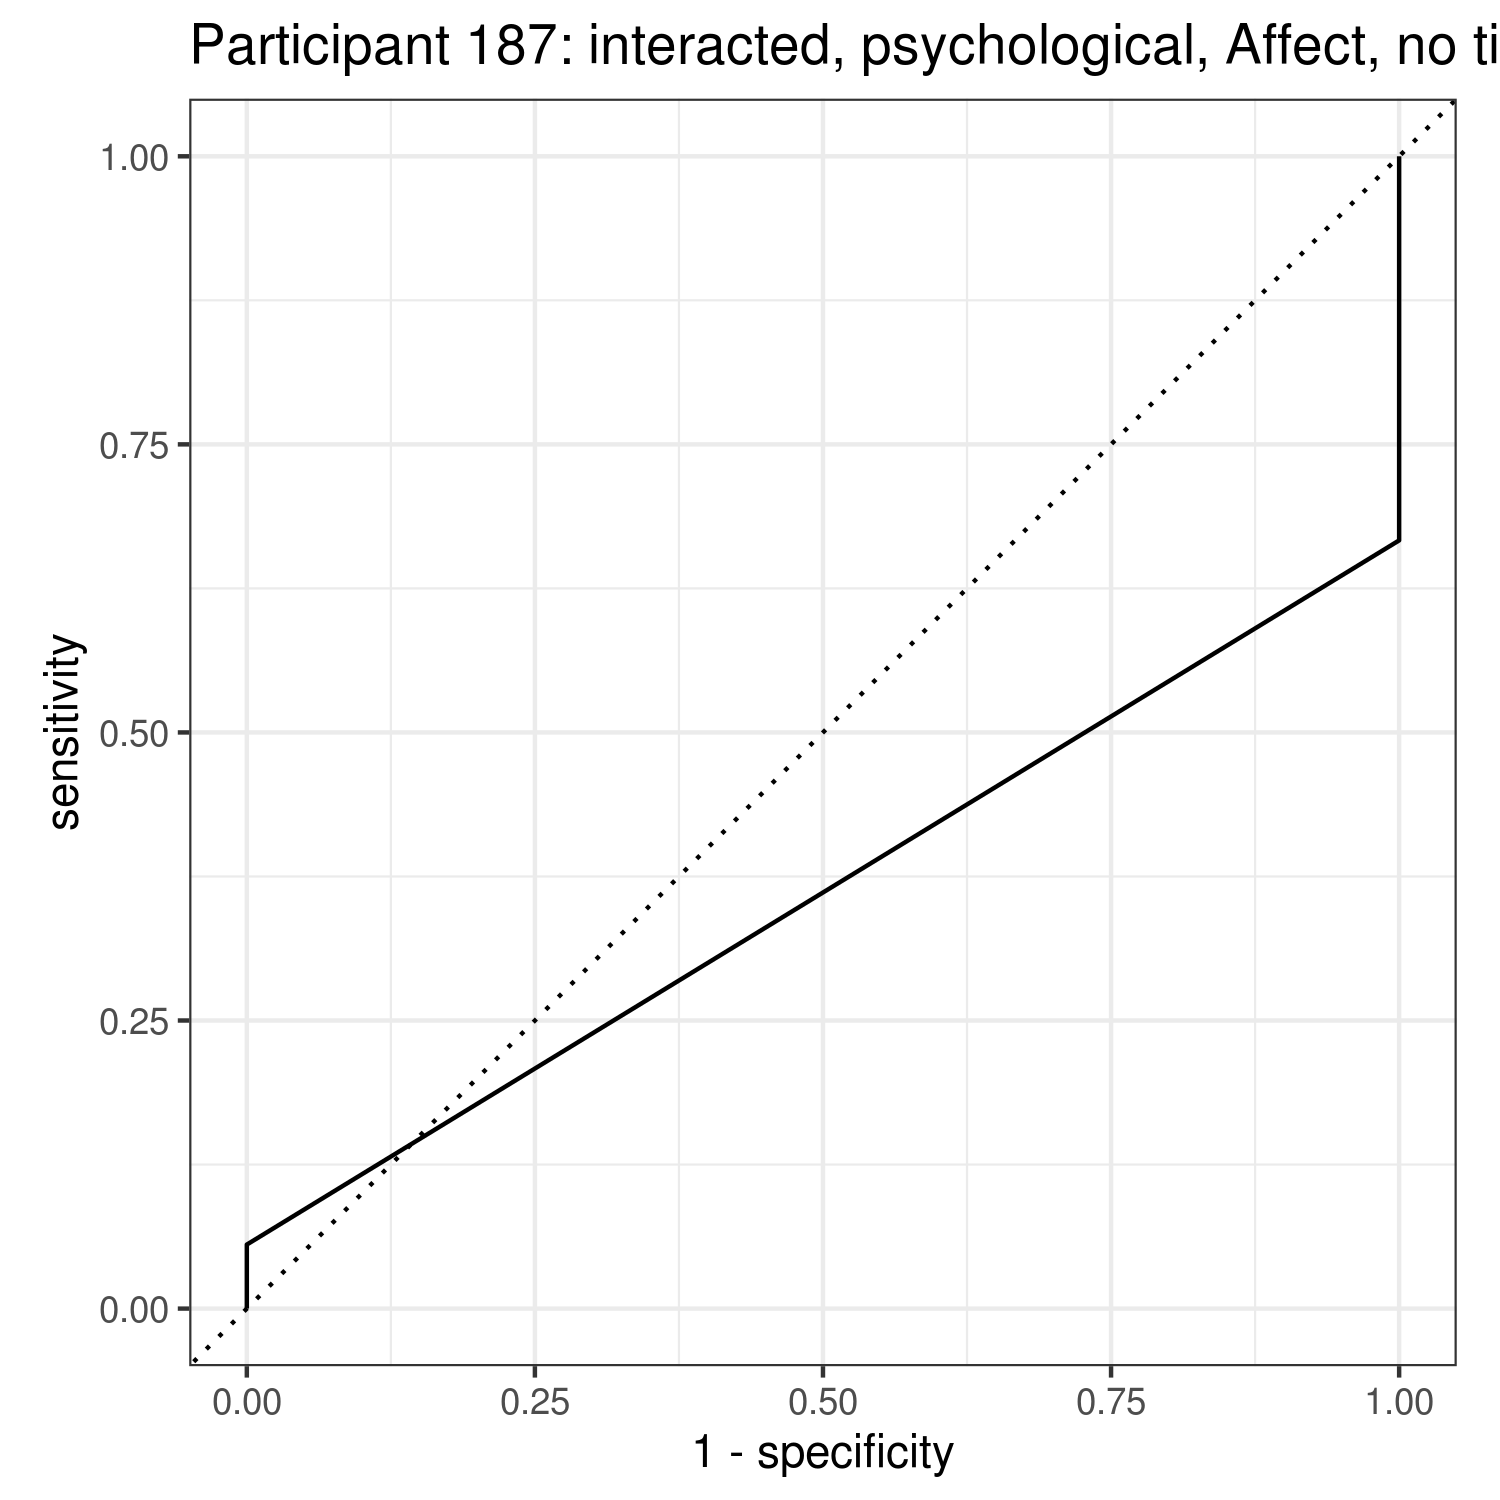 Participant 187: interacted, psychological, Affect, no ti
1.00
0.75
0.50
0.25
0.00
sensitivity
0.00 0.25 0.50 0.75 1.00
1 - specificity